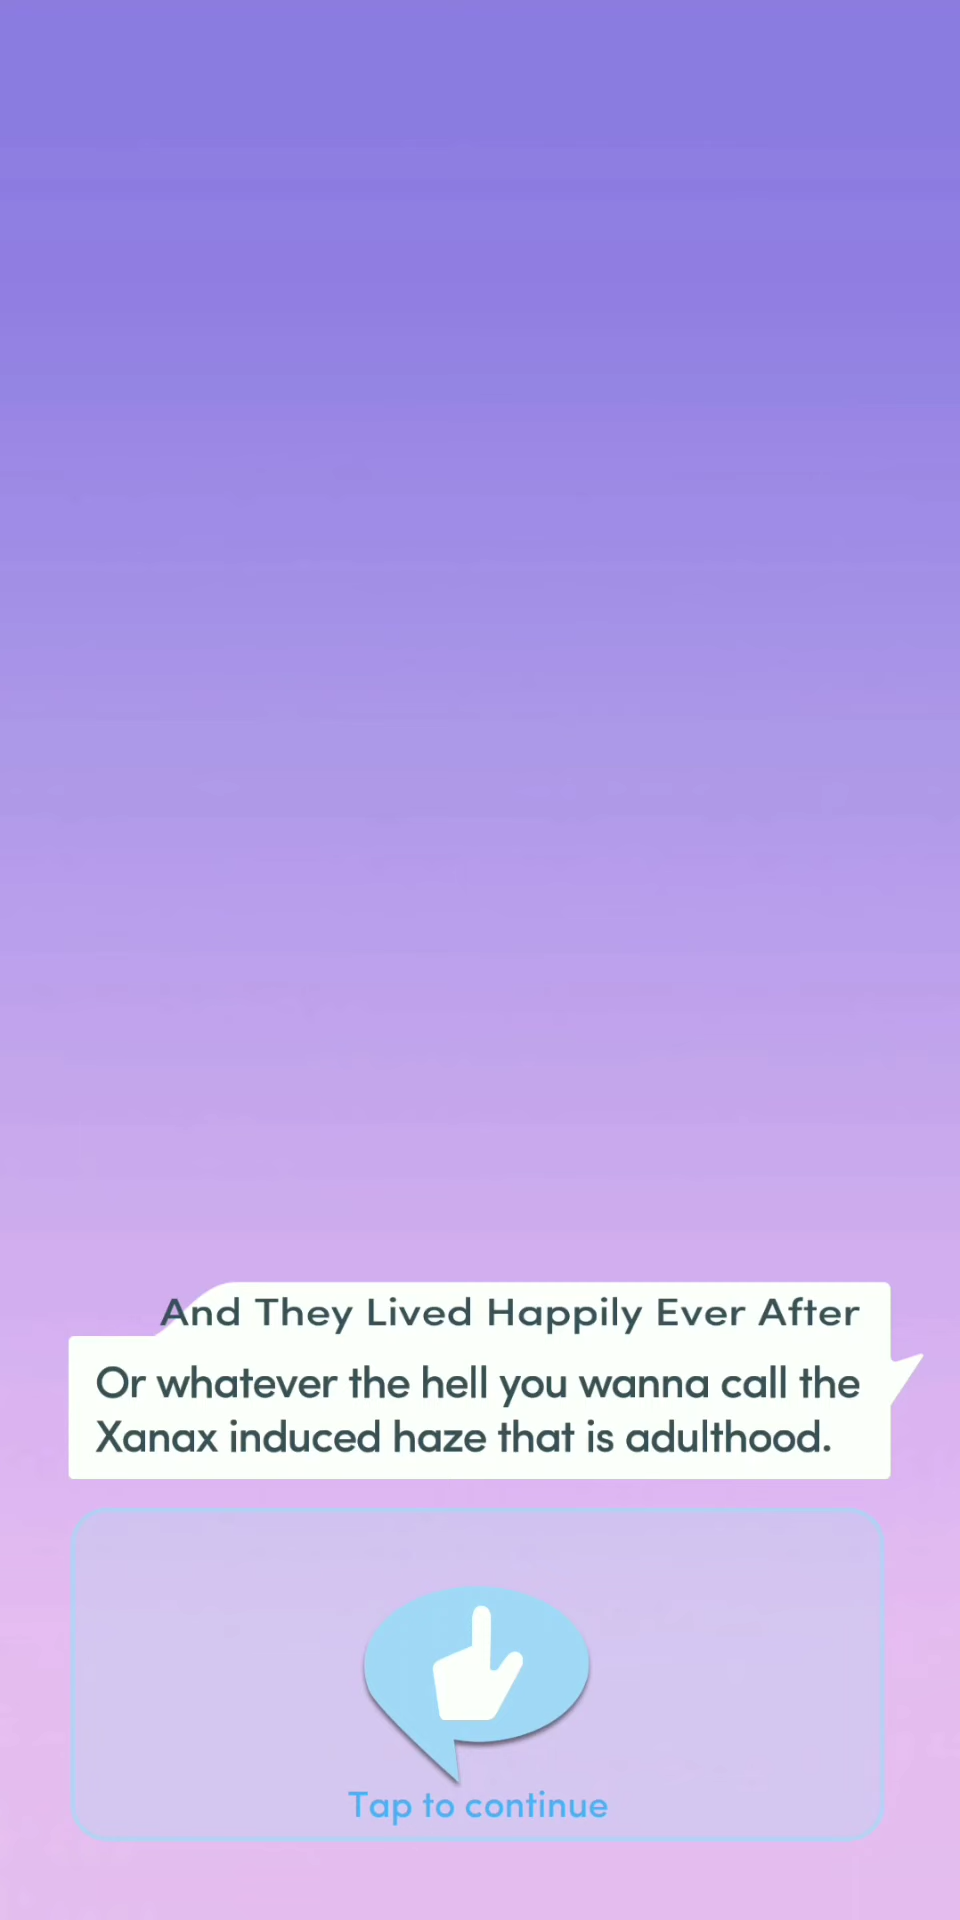 And They Lived Happily Ever After
Or whatever the hell you wanna call the
Xanax induced haze that is adulthood.
Tap to continue